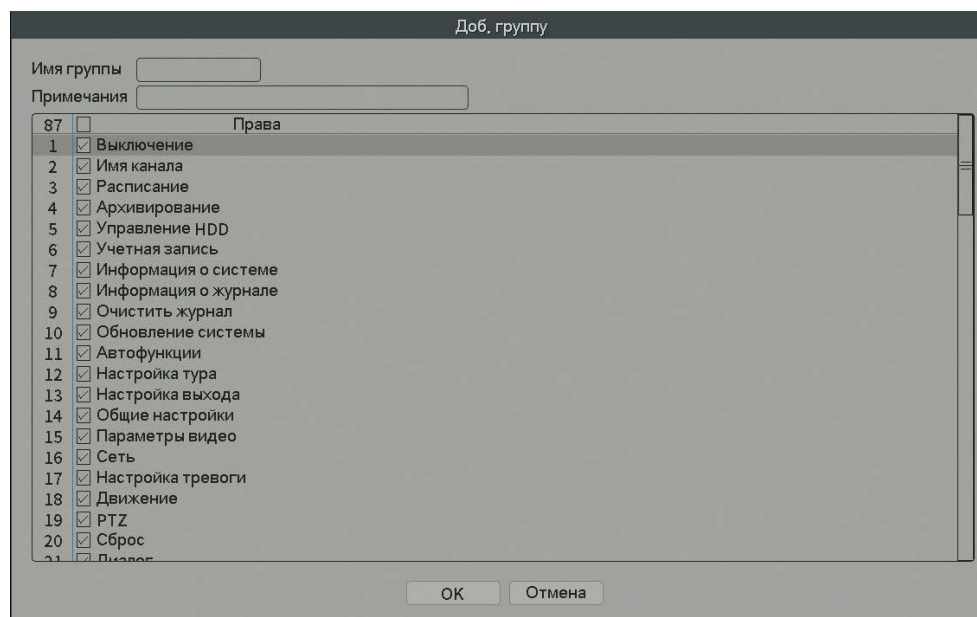 Доб. группу
Имя группы
Примечания
87 Права
1 Выключение
2 Имя канала
3 Расписание
4 Архивирование
5 Управление HDD
6 Учетная запись
7 Информация о системе
8 Информация о журнале
9 Очистить журнал
10 Обновление системы
11 Автофункции
12 Настройка тура
13 Настройка выхода
14 Общие настройки
15 Параметры видео
16 Сеть
17 Настройка тревоги
18 Движение
19 PTZ
20 Сброс
21 Диалог
OK Отмена